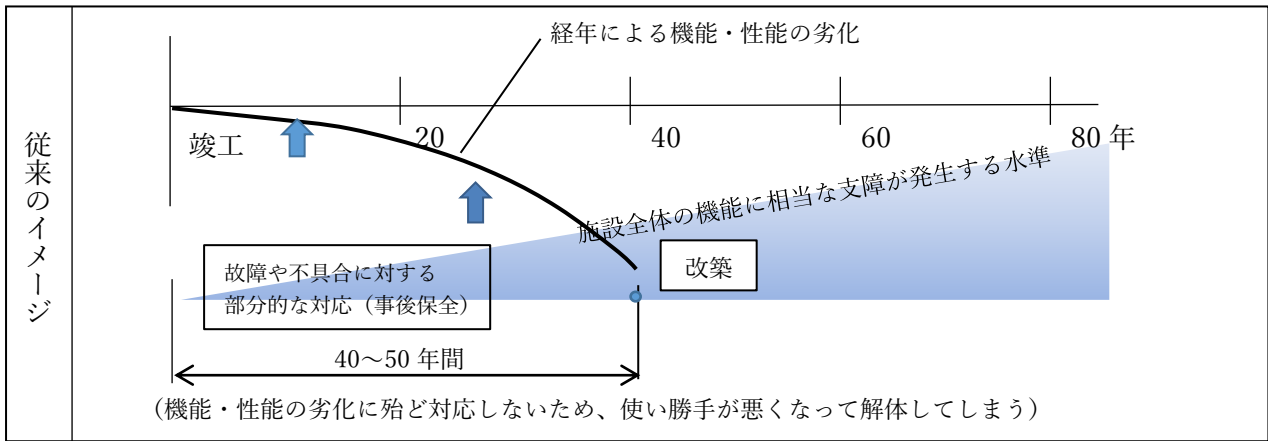 従来のイメージ
経年による機能・性能の劣化
竣工
20
40
60
80 年
施設全体の機能に相当な支障が発生する水準
故障や不具合に対する
部分的な対応（事後保全）
改築
40～50 年間
（機能・性能の劣化に殆ど対応しないため、使い勝手が悪くなって解体してしまう）